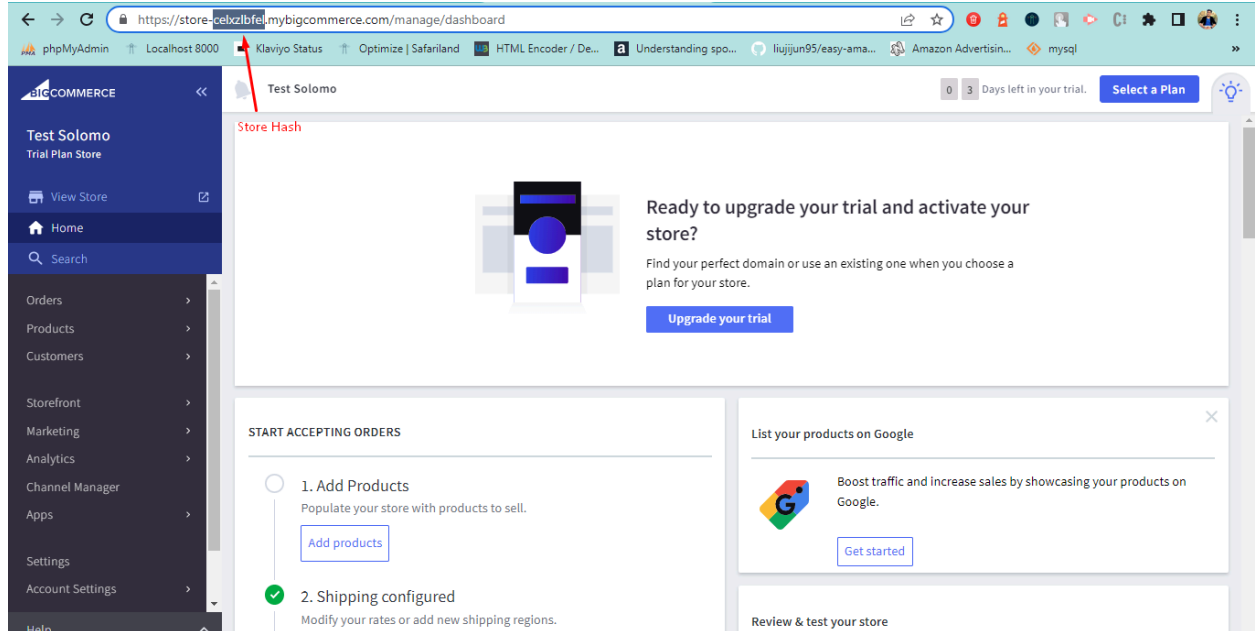 https://store-celxzlbfel.mybigcommerce.com/manage/dashboard
phpMyAdmin Localhost 8000 Klaviyo Status Optimize | Safariland HTML Encoder / De... Understanding spo... liujijun95/easy-ama... Amazon Advertisin... mysql »
BIGCOMMERCE «
Test Solomo
0 3 Days left in your trial. Select a Plan
Store Hash
Test Solomo
Trial Plan Store
View Store
Home
Search
Orders
Products
Customers
Storefront
Marketing
Analytics
Channel Manager
Apps
Settings
Account Settings
Help
Ready to upgrade your trial and activate your
store?
Find your perfect domain or use an existing one when you choose a
plan for your store.
Upgrade your trial
START ACCEPTING ORDERS
1. Add Products
Populate your store with products to sell.
Add products
2. Shipping configured
Modify your rates or add new shipping regions.
List your products on Google
Boost traffic and increase sales by showcasing your products on
Google.
Get started
Review & test your store